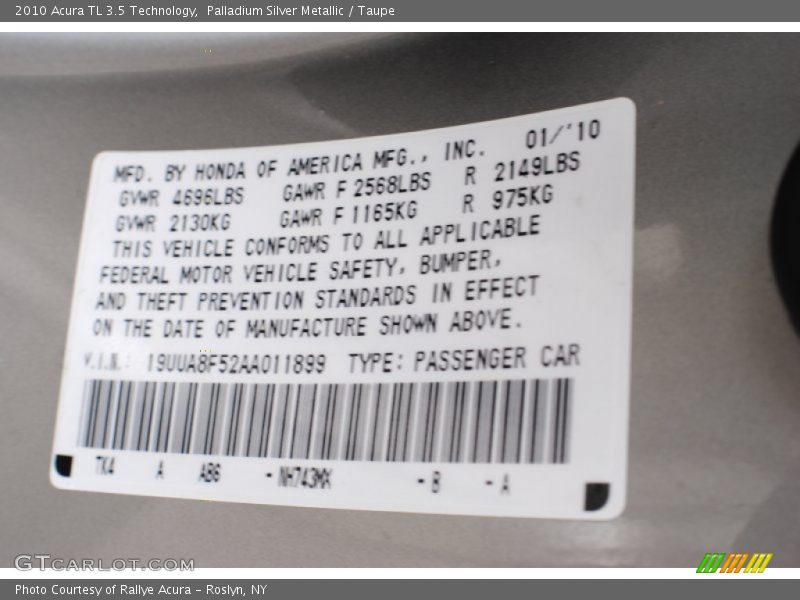 2010 Acura TL 3.5 Technology,  Palladium Silver Metallic / Taupe
MFD. BY HONDA OF AMERICA MFG., INC. 01/'10
GVWR 4696LBS GAWR F 2568LBS R 2149LBS
GVWR 2130KG GAWR F 1165KG R 975KG
THIS VEHICLE CONFORMS TO ALL APPLICABLE
FEDERAL MOTOR VEHICLE SAFETY, BUMPER,
AND THEFT PREVENTION STANDARDS IN EFFECT
ON THE DATE OF MANUFACTURE SHOWN ABOVE.
V.I.N.: 19UUA8F52AA011899 TYPE: PASSENGER CAR
TK4 A AB6 - NH743MX - B - A
GTCARLOT.COM
Photo Courtesy of Rallye Acura – Roslyn, NY